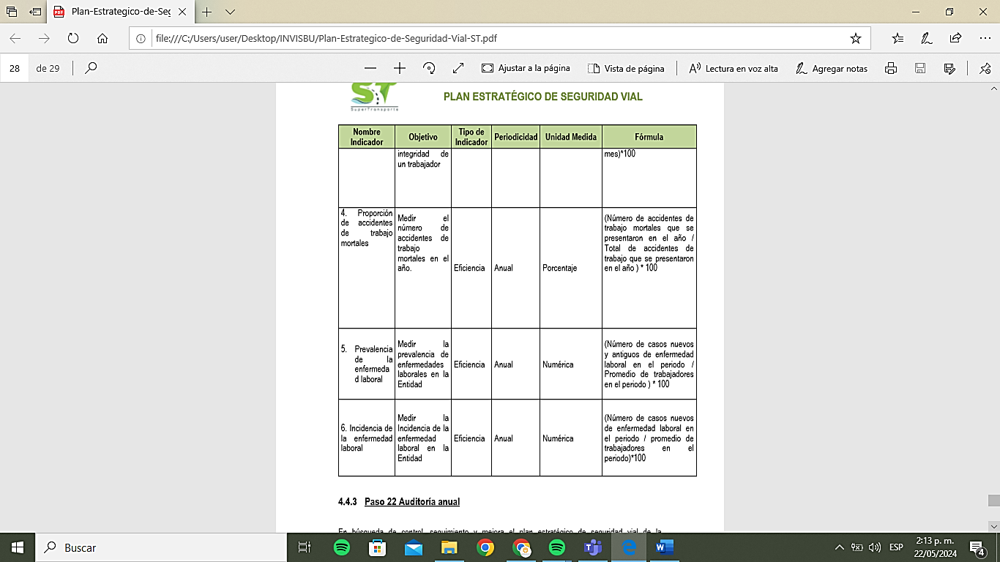 Plan-Estrategico-de-Seg
file:///C:/Users/user/Desktop/INVISBU/Plan-Estrategico-de-Seguridad-Vial-ST.pdf
28 de 29
Ajustar a la página
Vista de página
Lectura en voz alta
Agregar notas
ST
SuperTransporte
PLAN ESTRATÉGICO DE SEGURIDAD VIAL
Nombre
Indicador
Objetivo
Tipo de
Indicador
Periodicidad
Unidad Medida
Fórmula
integridad de
un trabajador
mes)*100
4. Proporción
de accidentes
de trabajo
mortales
Medir el
número de
accidentes de
trabajo
mortales en el
año.
Eficiencia
Anual
Porcentaje
(Número de accidentes de
trabajo mortales que se
presentaron en el año /
Total de accidentes de
trabajo que se presentaron
en el año ) * 100
5. Prevalencia
de la
enfermeda
d laboral
Medir la
prevalencia de
enfermedades
laborales en la
Entidad
Eficiencia
Anual
Numérica
(Número de casos nuevos
y antiguos de enfermedad
laboral en el periodo /
Promedio de trabajadores
en el periodo ) * 100
6. Incidencia de
la enfermedad
laboral
Medir la
Incidencia de la
enfermedad
laboral en la
Entidad
Eficiencia
Anual
Numérica
(Número de casos nuevos
de enfermedad laboral en
el periodo / promedio de
trabajadores en el
periodo)*100
4.4.3 Paso 22 Auditoría anual
En búsqueda de control, seguimiento y mejora el plan estratégico de seguridad vial de la
Buscar
ESP
2:13 p. m.
22/05/2024
4